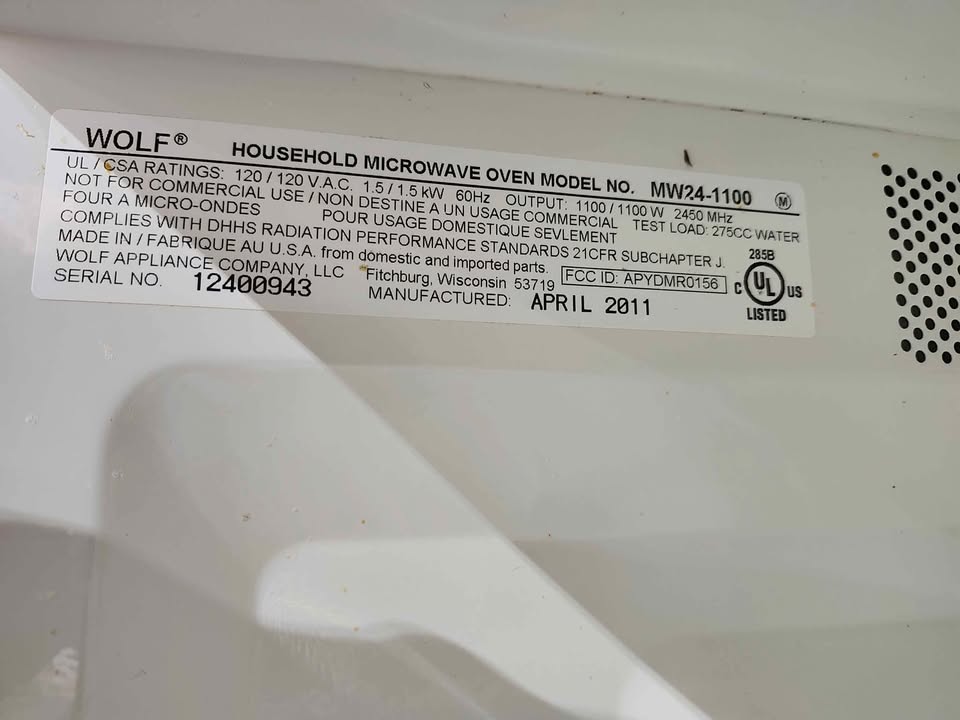 WOLF® HOUSEHOLD MICROWAVE OVEN MODEL NO. MW24-1100 M
UL / CSA RATINGS: 120 / 120 V.A.C. 1.5 / 1.5 kW 60Hz OUTPUT: 1100 / 1100 W 2450 MHz
NOT FOR COMMERCIAL USE / NON DESTINE A UN USAGE COMMERCIAL TEST LOAD: 275CC WATER
FOUR A MICRO-ONDES POUR USAGE DOMESTIQUE SEVLEMENT
COMPLIES WITH DHHS RADIATION PERFORMANCE STANDARDS 21CFR SUBCHAPTER J.
MADE IN / FABRIQUE AU U.S.A. from domestic and imported parts.
WOLF APPLIANCE COMPANY, LLC Fitchburg, Wisconsin 53719 FCC ID: APYDMR0156
SERIAL NO. 12400943 MANUFACTURED: APRIL 2011
285B
C UL US
LISTED